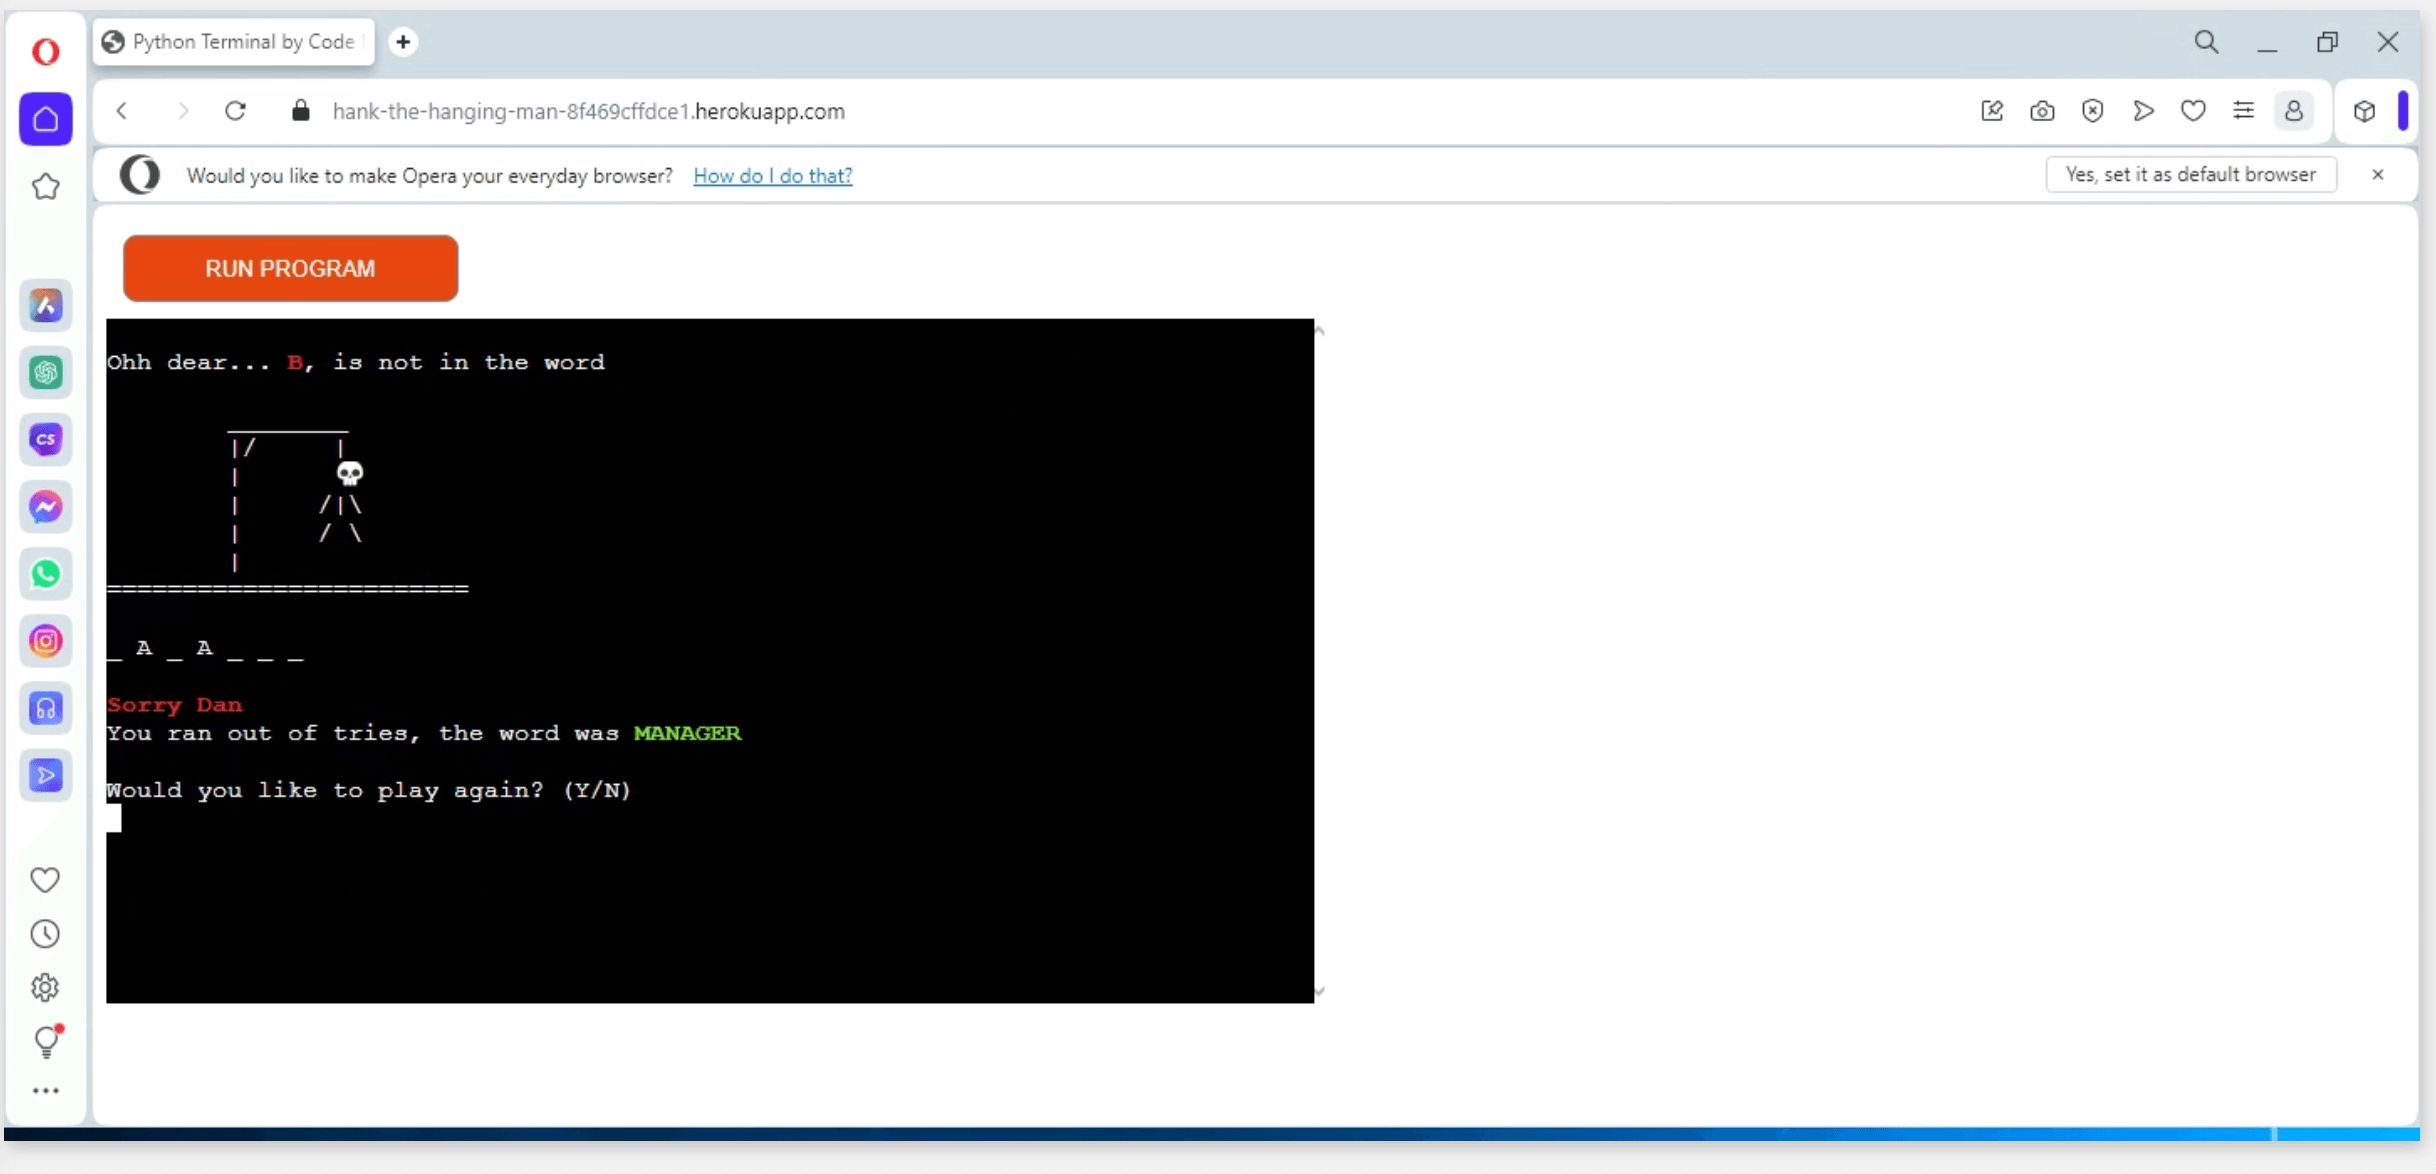 Python Terminal by Code
hank-the-hanging-man-8f469cffdce1.herokuapp.com
Would you like to make Opera your everyday browser? How do I do that? Yes, set it as default browser
RUN PROGRAM
Ohh dear... B, is not in the word
CS
_ A _ A _ _ _
Sorry Dan
You ran out of tries, the word was MANAGER
Would you like to play again? (Y/N)